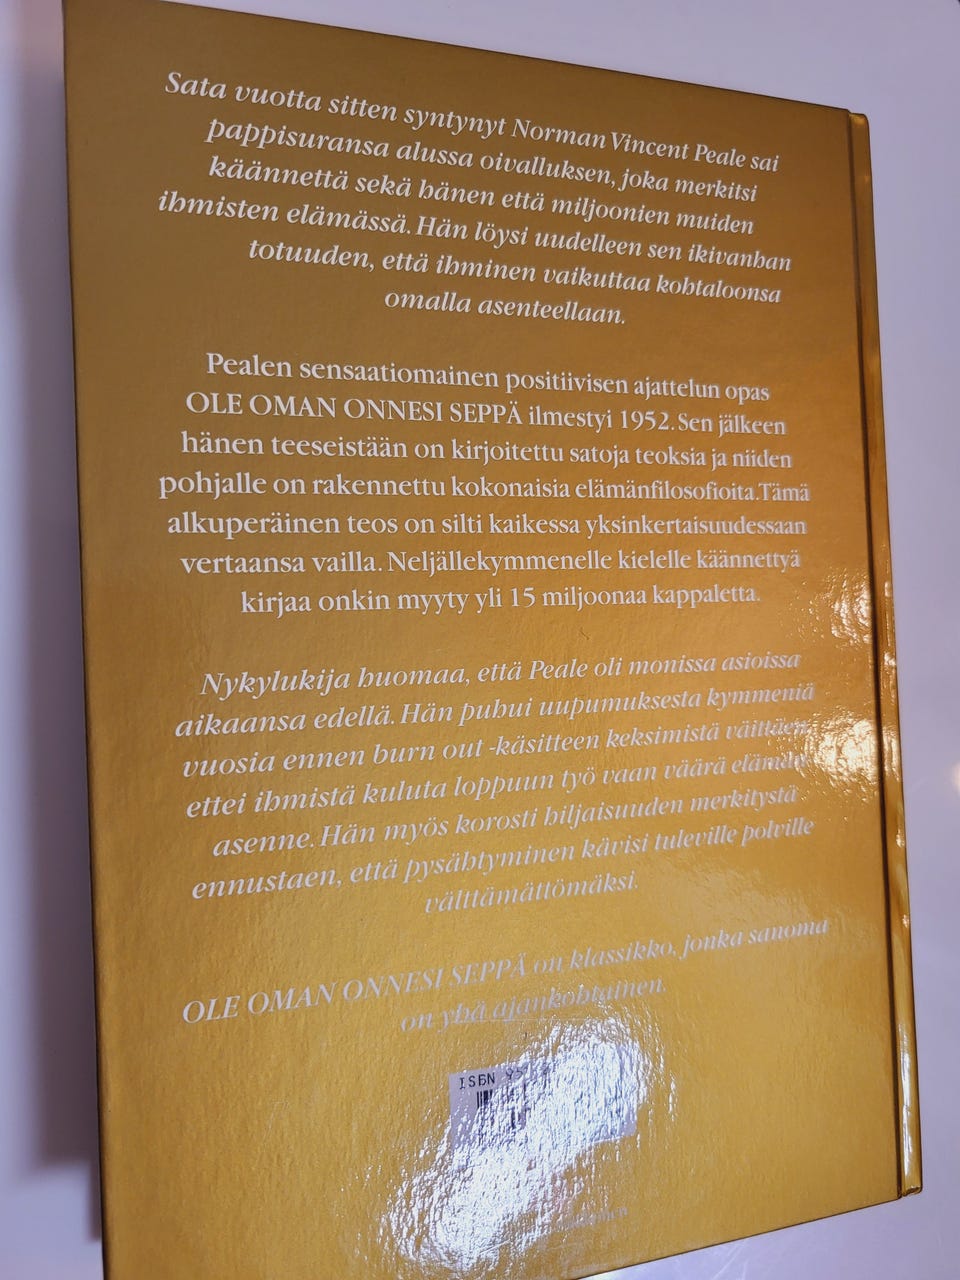 Sata vuotta sitten syntynyt Norman Vincent Peale sai
pappisuransa alussa oivalluksen, joka merkitsi
käännettä sekä hänen että miljoonien muiden
ihmisten elämässä. Hän löysi uudelleen sen ikivanhan
totuuden, että ihminen vaikuttaa kohtaloonsa
omalla asenteellaan.
Pealen sensaatiomainen positiivisen ajattelun opas
OLE OMAN ONNESI SEPPÄ ilmestyi 1952. Sen jälkeen
hänen teeseistään on kirjoitettu satoja teoksia ja niiden
pohjalle on rakennettu kokonaisia elämänfilosofioita. Tämä
alkuperäinen teos on silti kaikessa yksinkertaisuudessaan
vertaansa vailla. Neljällekymmenelle kielelle käännettyä
kirjaa onkin myyty yli 15 miljoonaa kappaletta.
Nykylukija huomaa, että Peale oli monissa asioissa
aikaansa edellä. Hän puhui uupumuksesta kymmeniä
vuosia ennen burn out -käsitteen keksimistä väittäen
ettei ihmistä kuluta loppuun työ vaan väärä elämän-
asenne. Hän myös korosti hiljaisuuden merkitystä
ennustaen, että pysähtyminen kävisi tuleville polville
välttämättömäksi.
OLE OMAN ONNESI SEPPÄ on klassikko, jonka sanoma
on yhä ajankohtainen.
ISBN